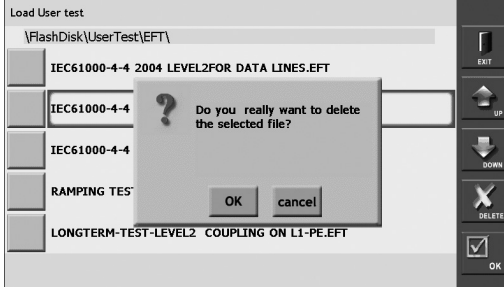 Load User test
\FlashDisk\UserTest\EFT\
IEC61000-4-4 2004 LEVEL2FOR DATA LINES.EFT
IEC61000-4-4
IEC61000-4-4
RAMPING TES
LONGTERM-TEST-LEVEL2 COUPLING ON L1-PE.EFT
?
Do you really want to delete
the selected file?
OK
cancel
EXIT
UP
DOWN
DELETE
OK